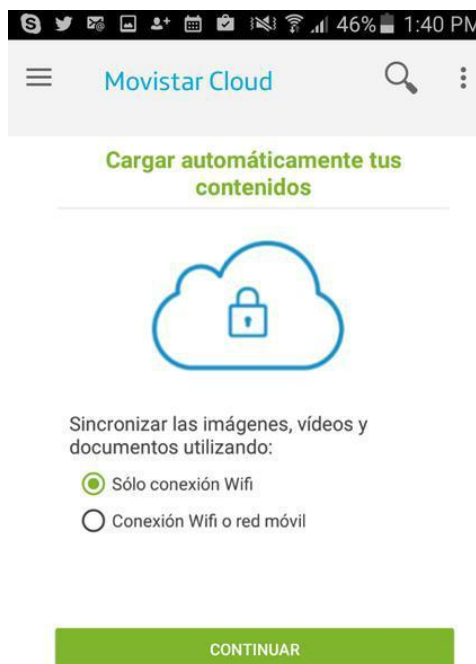 46% 1:40 PM
Movistar Cloud
Cargar automáticamente tus
contenidos
Sincronizar las imágenes, vídeos y
documentos utilizando:
Sólo conexión Wifi
Conexión Wifi o red móvil
CONTINUAR